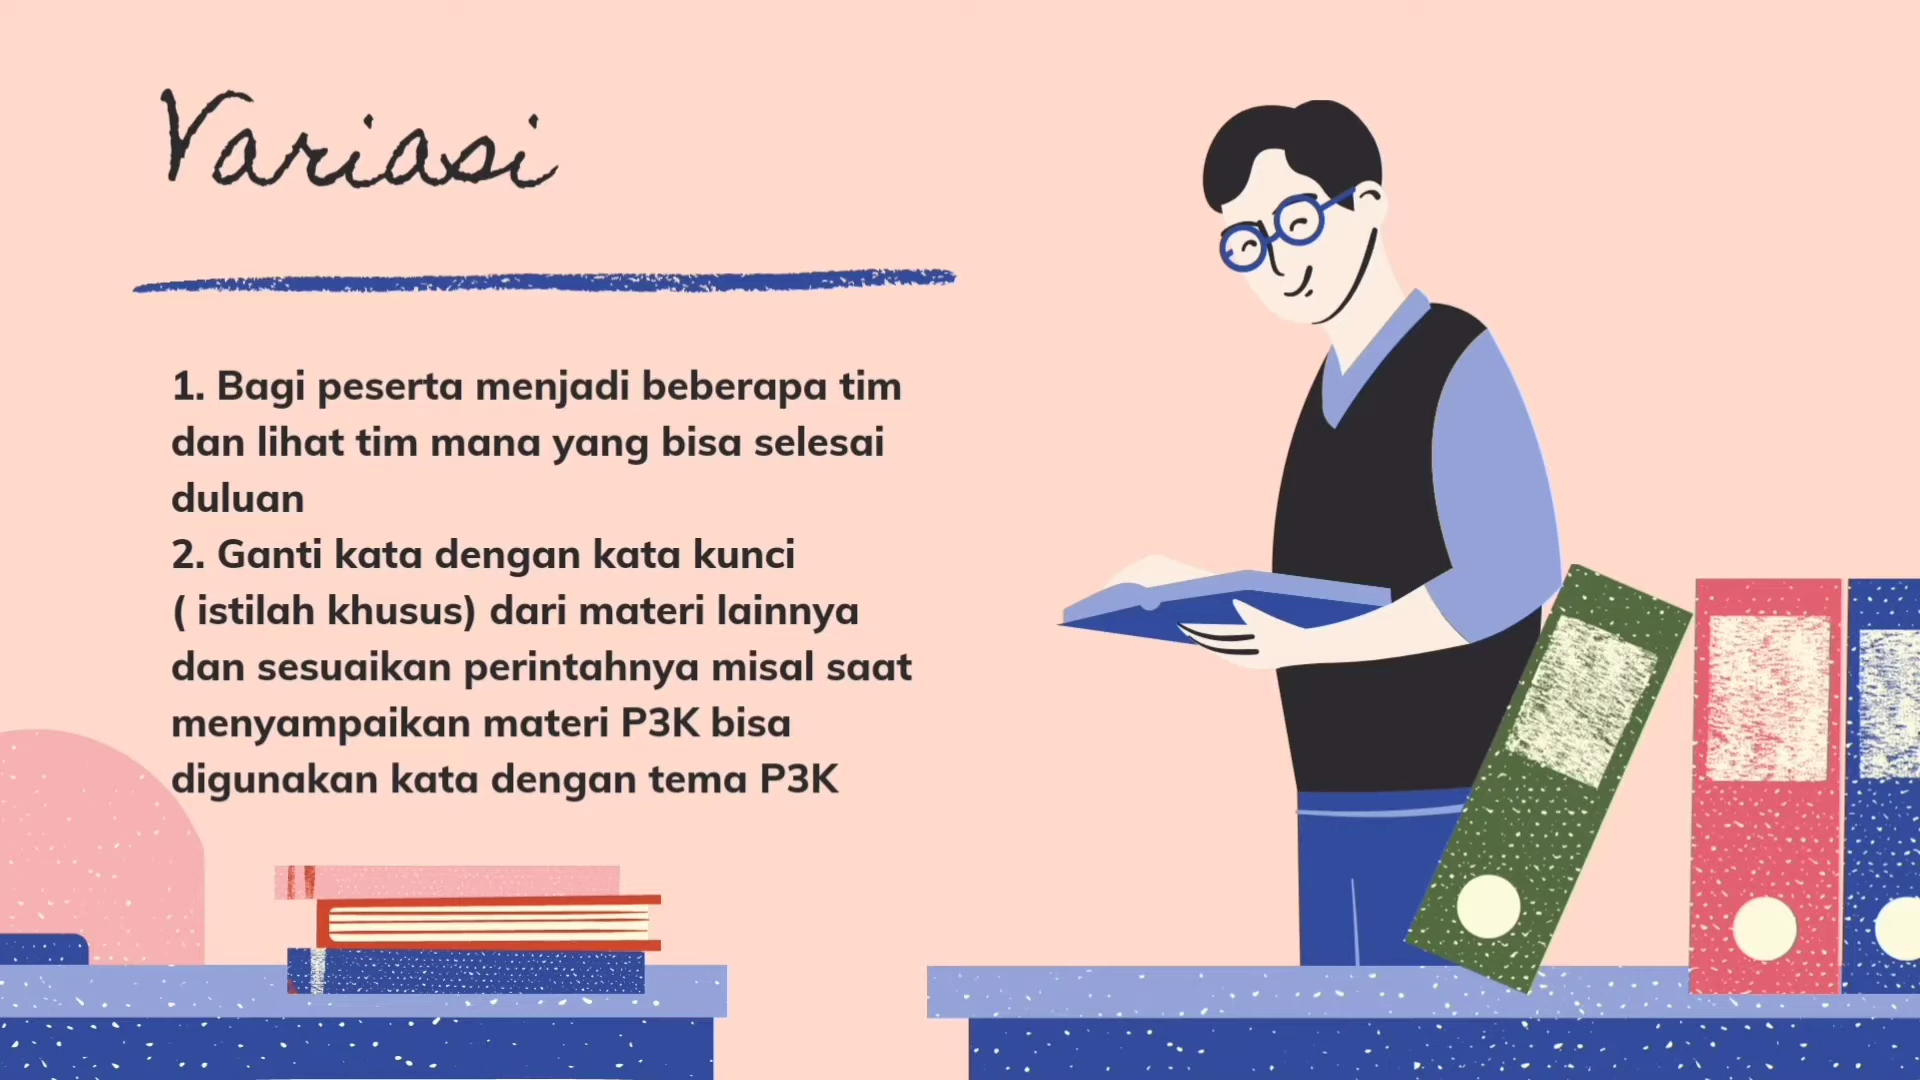 Variasi
1. Bagi peserta menjadi beberapa tim
dan lihat tim mana yang bisa selesai
duluan
2. Ganti kata dengan kata kunci
( istilah khusus) dari materi lainnya
dan sesuaikan perintahnya misal saat
menyampaikan materi P3K bisa
digunakan kata dengan tema P3K